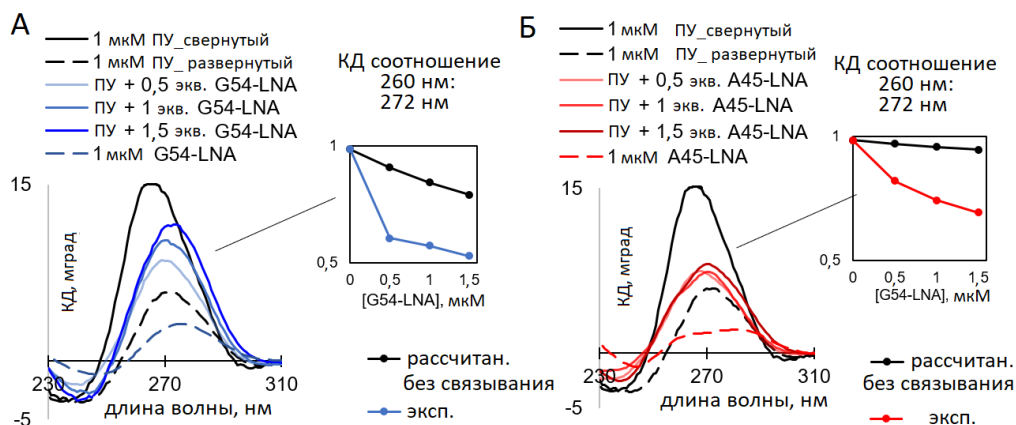 А
1 мкМ ПУ_свернутый
1 мкМ ПУ_ развернутый
ПУ + 0,5 экв. G54-LNA
ПУ + 1 экв. G54-LNA
ПУ + 1,5 экв. G54-LNA
1 мкМ G54-LNA
КД соотношение
260 нм:
272 нм
1
0,5
0 0,5 1 1,5
[G54-LNA], мкМ
15
КД, мград
-5
230 270 310
длина волны, нм
рассчитан.
без связывания
эксп.
Б
1 мкМ ПУ_свернутый
1 мкМ ПУ_ развернутый
ПУ + 0,5 экв. A45-LNA
ПУ + 1 экв. A45-LNA
ПУ + 1,5 экв. A45-LNA
1 мкМ A45-LNA
КД соотношение
260 нм:
272 нм
1
0,5
0 0,5 1 1,5
[G54-LNA], мкМ
15
КД, мград
-5
230 270 310
длина волны, нм
рассчитан.
без связывания
эксп.